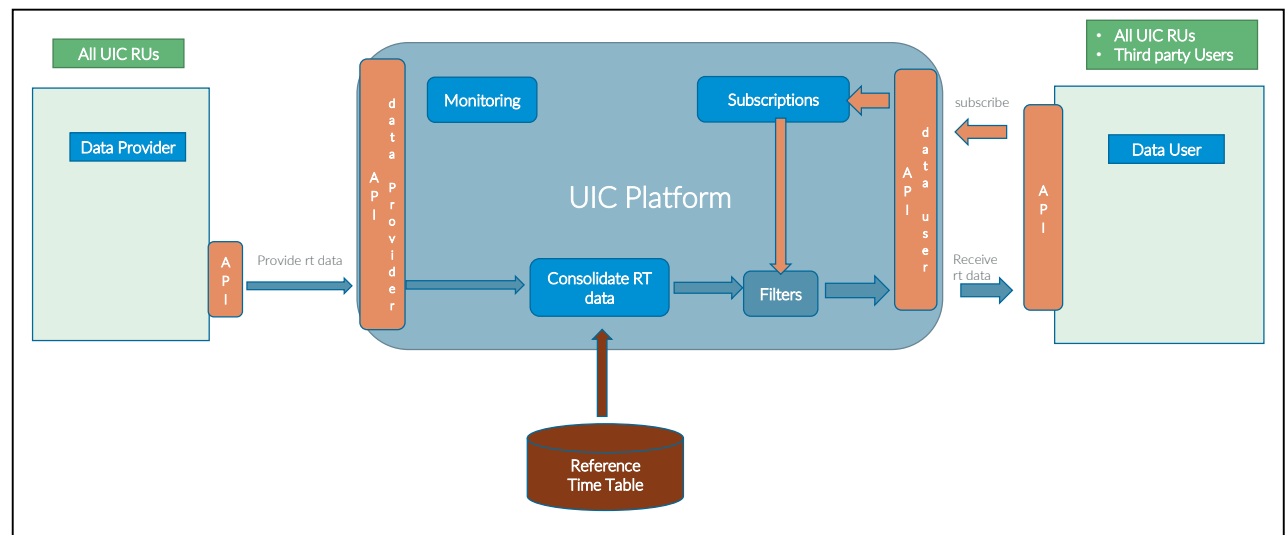 All UIC RUs
• All UIC RUs
• Third party Users
Monitoring
Subscriptions
subscribe
Data Provider
Data User
data Provider
API
data user
API
API
UIC Platform
API
Provide rt data
Consolidate RT
data
Filters
Receive
rt data
Reference
Time Table